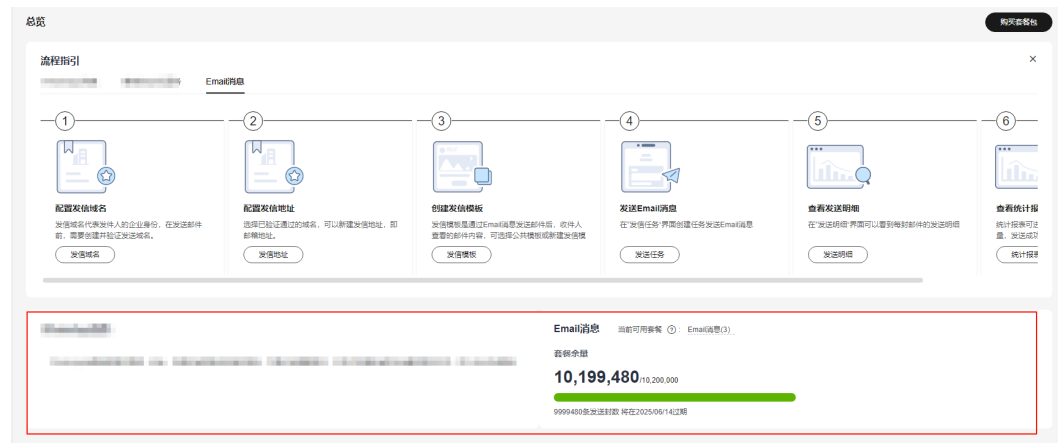 总览
购买套餐包
流程指引
×
Email消息
1
2
3
4
5
6
配置发信域名
发信域名代表发件人的企业身份，在发送邮件
前，需要创建并验证发送域名。
发信域名
配置发信地址
选择已验证通过的域名，可以新建发信地址，即
邮箱地址。
发信地址
创建发信模板
发信模板是通过Email消息发送邮件后，收件人
查看的邮件内容，可选择公共模板或新建发信模
发信模板
发送Email消息
在"发信任务"界面创建任务发送Email消息
发送任务
查看发送明细
在"发送明细"界面可以看到每封邮件的发送明细
发送明细
查看统计报
统计报表可
量，发送成功
统计报表
Email消息 当前可用套餐 ? : Email消息(3)
套餐余量
10,199,480/10,200,000
9999480条发送封数 将在2025/06/14过期